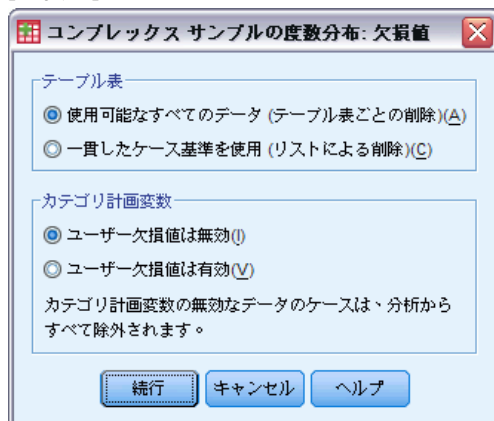 コンプレックス サンプルの度数分布: 欠損値
テーブル表
使用可能なすべてのデータ (テーブル表ごとの削除)(A)
一貫したケース基準を使用 (リストによる削除)(C)
カテゴリ計画変数
ユーザー欠損値は無効(I)
ユーザー欠損値は有効(V)
カテゴリ計画変数の無効なデータのケースは、分析から
すべて除外されます。
続行 キャンセル ヘルプ